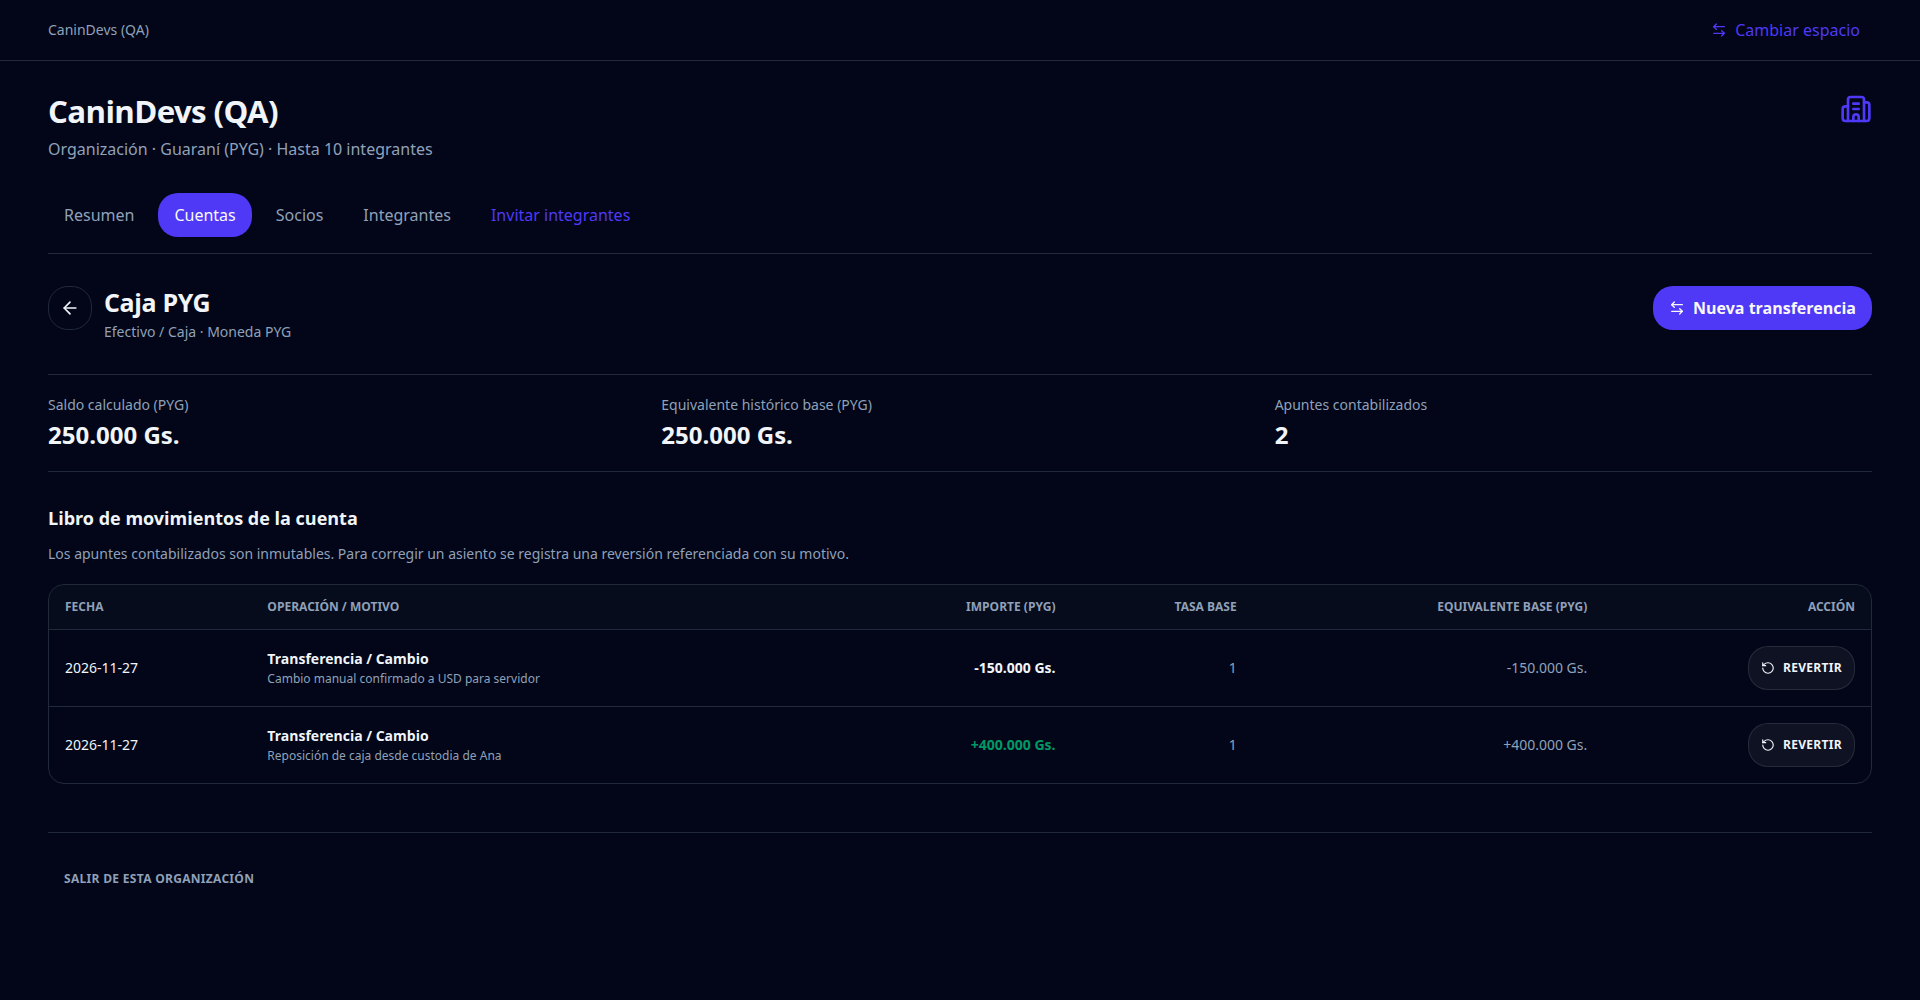 CaninDevs (QA)
Cambiar espacio
CaninDevs (QA)
Organización · Guaraní (PYG) · Hasta 10 integrantes
Resumen
Cuentas
Socios
Integrantes
Invitar integrantes
Caja PYG
Efectivo / Caja · Moneda PYG
Nueva transferencia
Saldo calculado (PYG)
250.000 Gs.
Equivalente histórico base (PYG)
250.000 Gs.
Apuntes contabilizados
2
Libro de movimientos de la cuenta
Los apuntes contabilizados son inmutables. Para corregir un asiento se registra una reversión referenciada con su motivo.
FECHA OPERACIÓN / MOTIVO IMPORTE (PYG) TASA BASE EQUIVALENTE BASE (PYG) ACCIÓN
2026-11-27 Transferencia / Cambio -150.000 Gs. 1 -150.000 Gs. REVERTIR
Cambio manual confirmado a USD para servidor
2026-11-27 Transferencia / Cambio +400.000 Gs. 1 +400.000 Gs. REVERTIR
Reposición de caja desde custodia de Ana
SALIR DE ESTA ORGANIZACIÓN